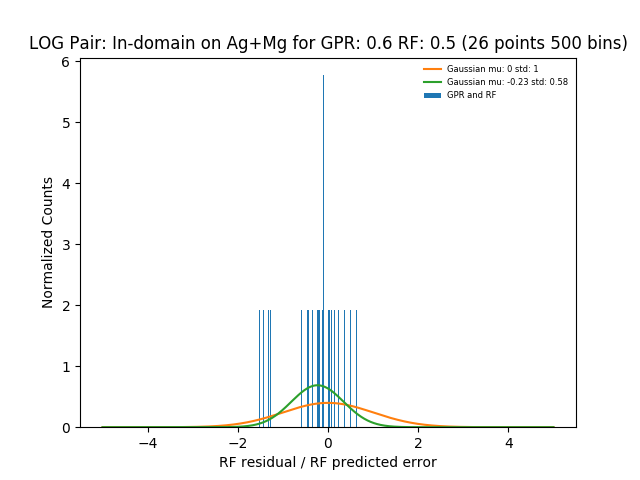 LOG Pair: In-domain on Ag+Mg for GPR: 0.6 RF: 0.5 (26 points 500 bins)
Gaussian mu: 0 std: 1
Gaussian mu: -0.23 std: 0.58
GPR and RF
Normalized Counts
6
5
4
3
2
1
0
−4 −2 0 2 4
RF residual / RF predicted error